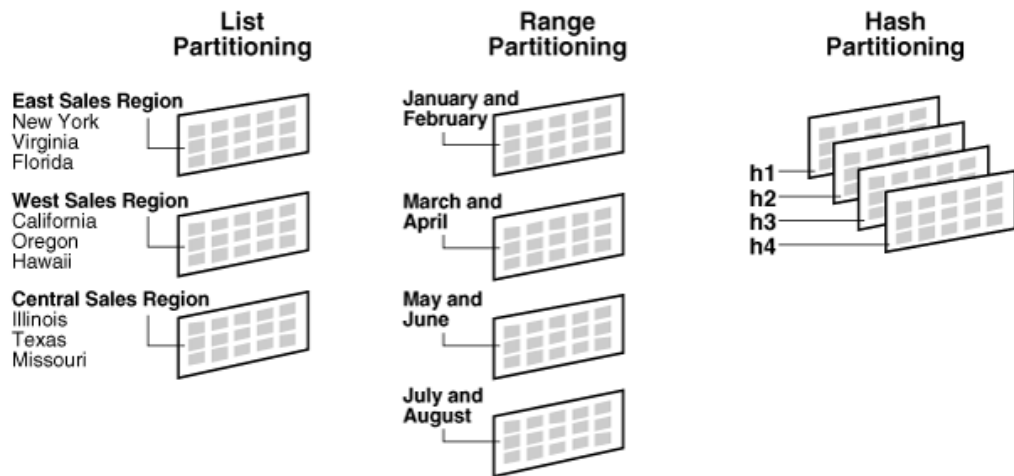 List
Partitioning
East Sales Region
New York
Virginia
Florida
West Sales Region
California
Oregon
Hawaii
Central Sales Region
Illinois
Texas
Missouri
Range
Partitioning
January and
February
March and
April
May and
June
July and
August
Hash
Partitioning
h1
h2
h3
h4